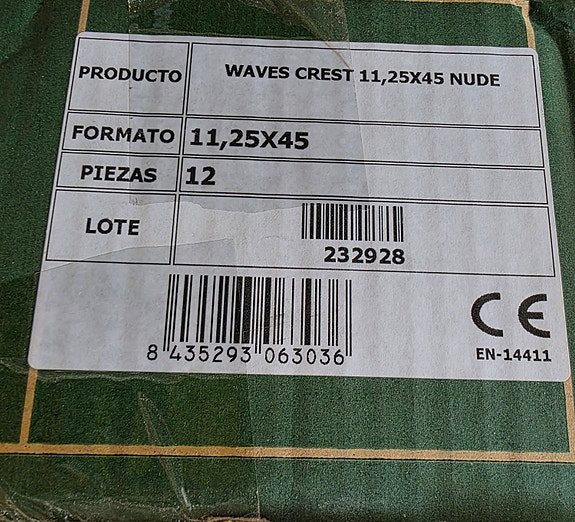 PRODUCTO WAVES CREST 11,25X45 NUDE
FORMATO 11,25X45
PIEZAS 12
LOTE 232928
8 435293 063036
CE
EN-14411